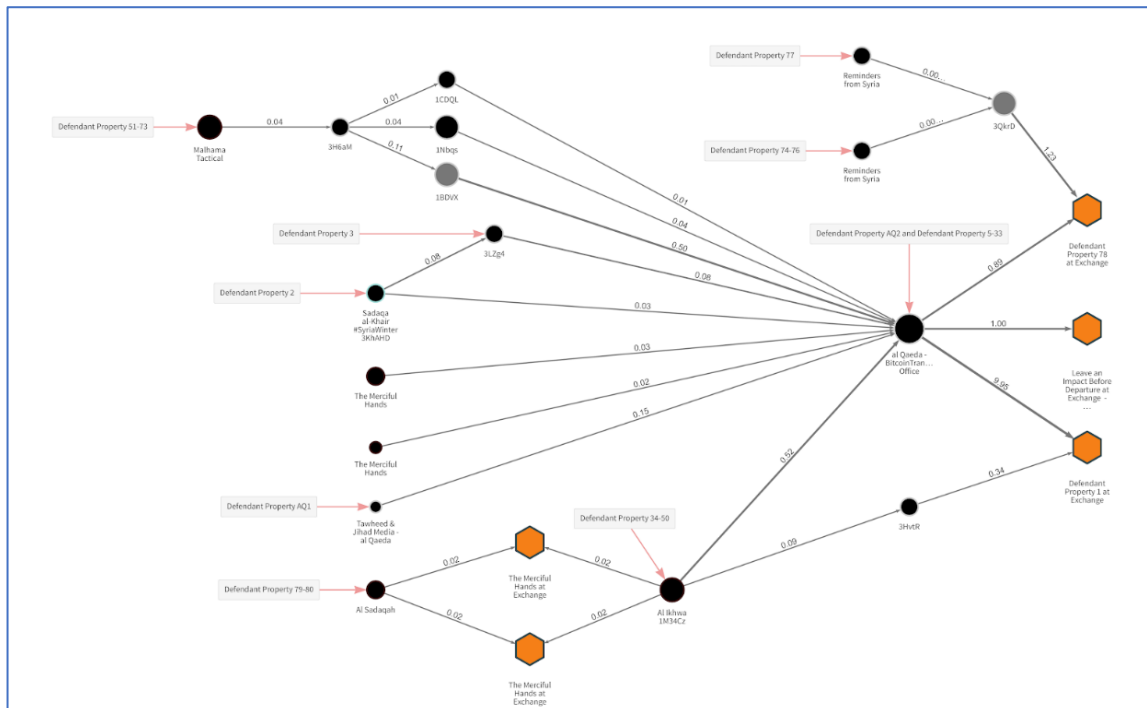 Defendant Property 77
Reminders
from Syria
0.00...
3QkrD
Defendant Property 74-76
Reminders
from Syria
0.00...
1.23
Defendant
Property 78
at Exchange
Defendant Property 51-73
Malhama
Tactical
0.04
3H6aM
0.01
1CDQL
0.04
1Nbqs
0.11
1BDVX
0.01
0.04
0.50
Defendant Property 3
3LZg4
0.08
0.08
Defendant Property 2
Sadaqa
al-Khair
#SyriaWinter
3KhAHD
0.03
The Merciful
Hands
0.03
The Merciful
Hands
0.02
Defendant Property AQ1
Tawheed &
Jihad Media -
al Qaeda
0.15
Defendant Property AQ2 and Defendant Property 5-33
al Qaeda -
BitcoinTran...
Office
0.89
1.00
Leave an
Impact Before
Departure at
Exchange -
...
9.95
Defendant
Property 1 at
Exchange
Defendant Property 79-80
Al Sadaqah
0.02
The Merciful
Hands at
Exchange
0.02
The Merciful
Hands at
Exchange
Defendant Property 34-50
Al Ikhwa
1M34Cz
0.02
0.02
0.52
0.09
3HvtR
0.34